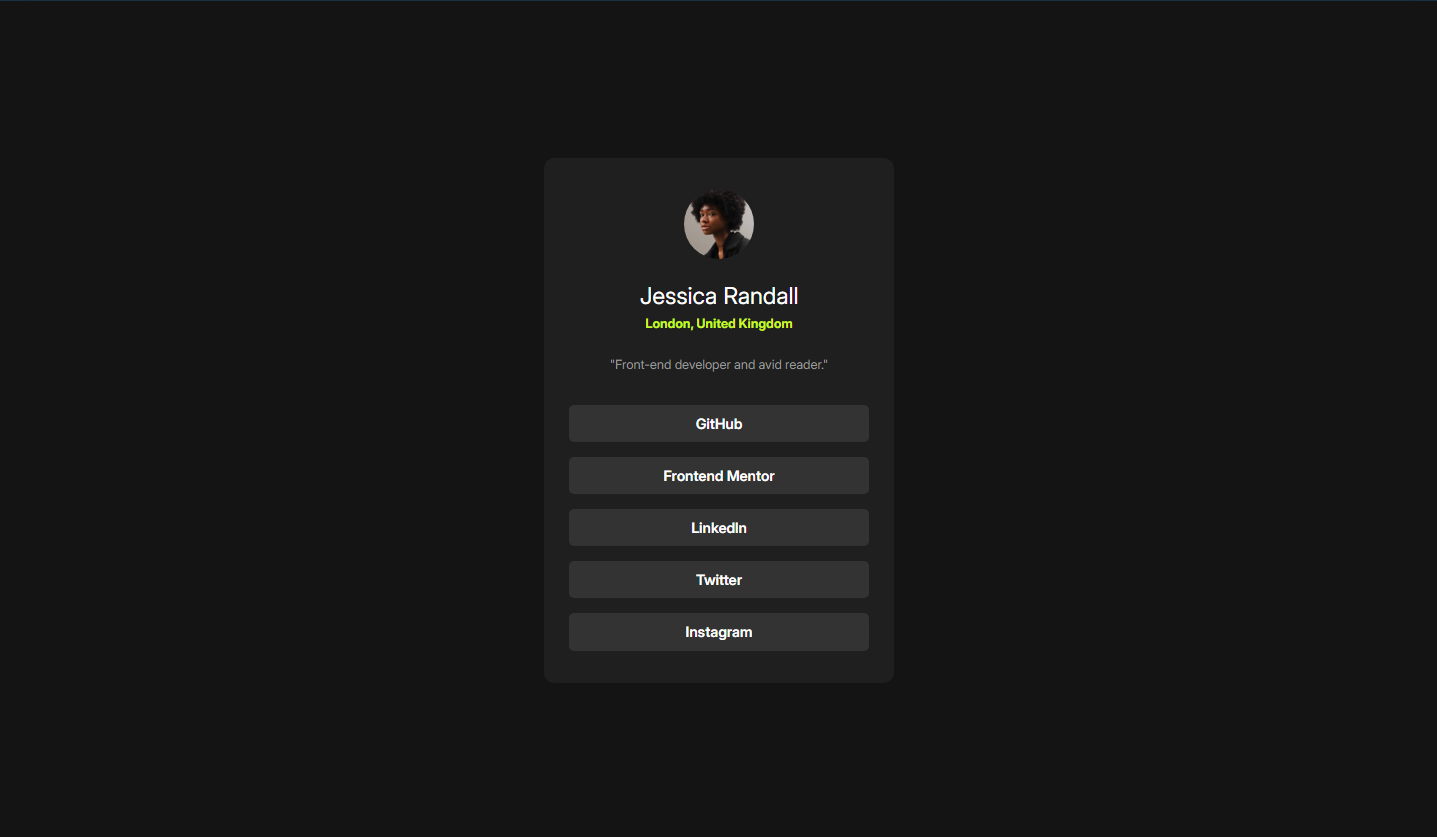 Jessica Randall
London, United Kingdom
"Front-end developer and avid reader."
GitHub
Frontend Mentor
LinkedIn
Twitter
Instagram